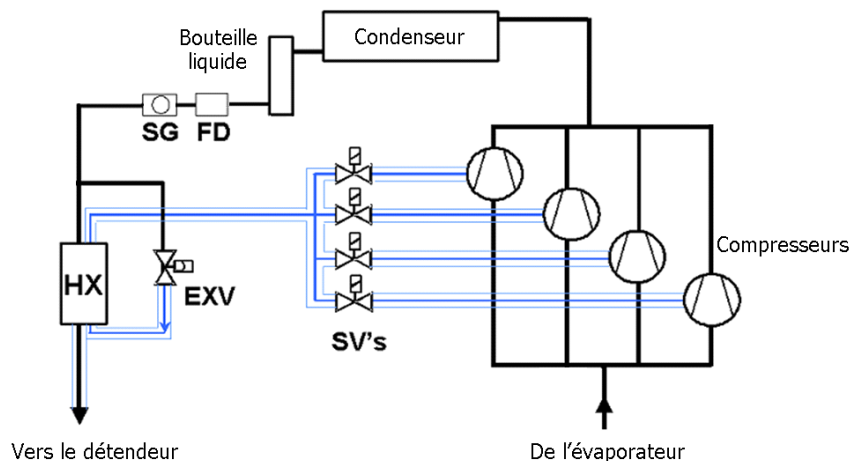 Bouteille
liquide
Condenseur
SG
FD
Compresseurs
HX
EXV
SV's
Vers le détendeur
De l'évaporateur